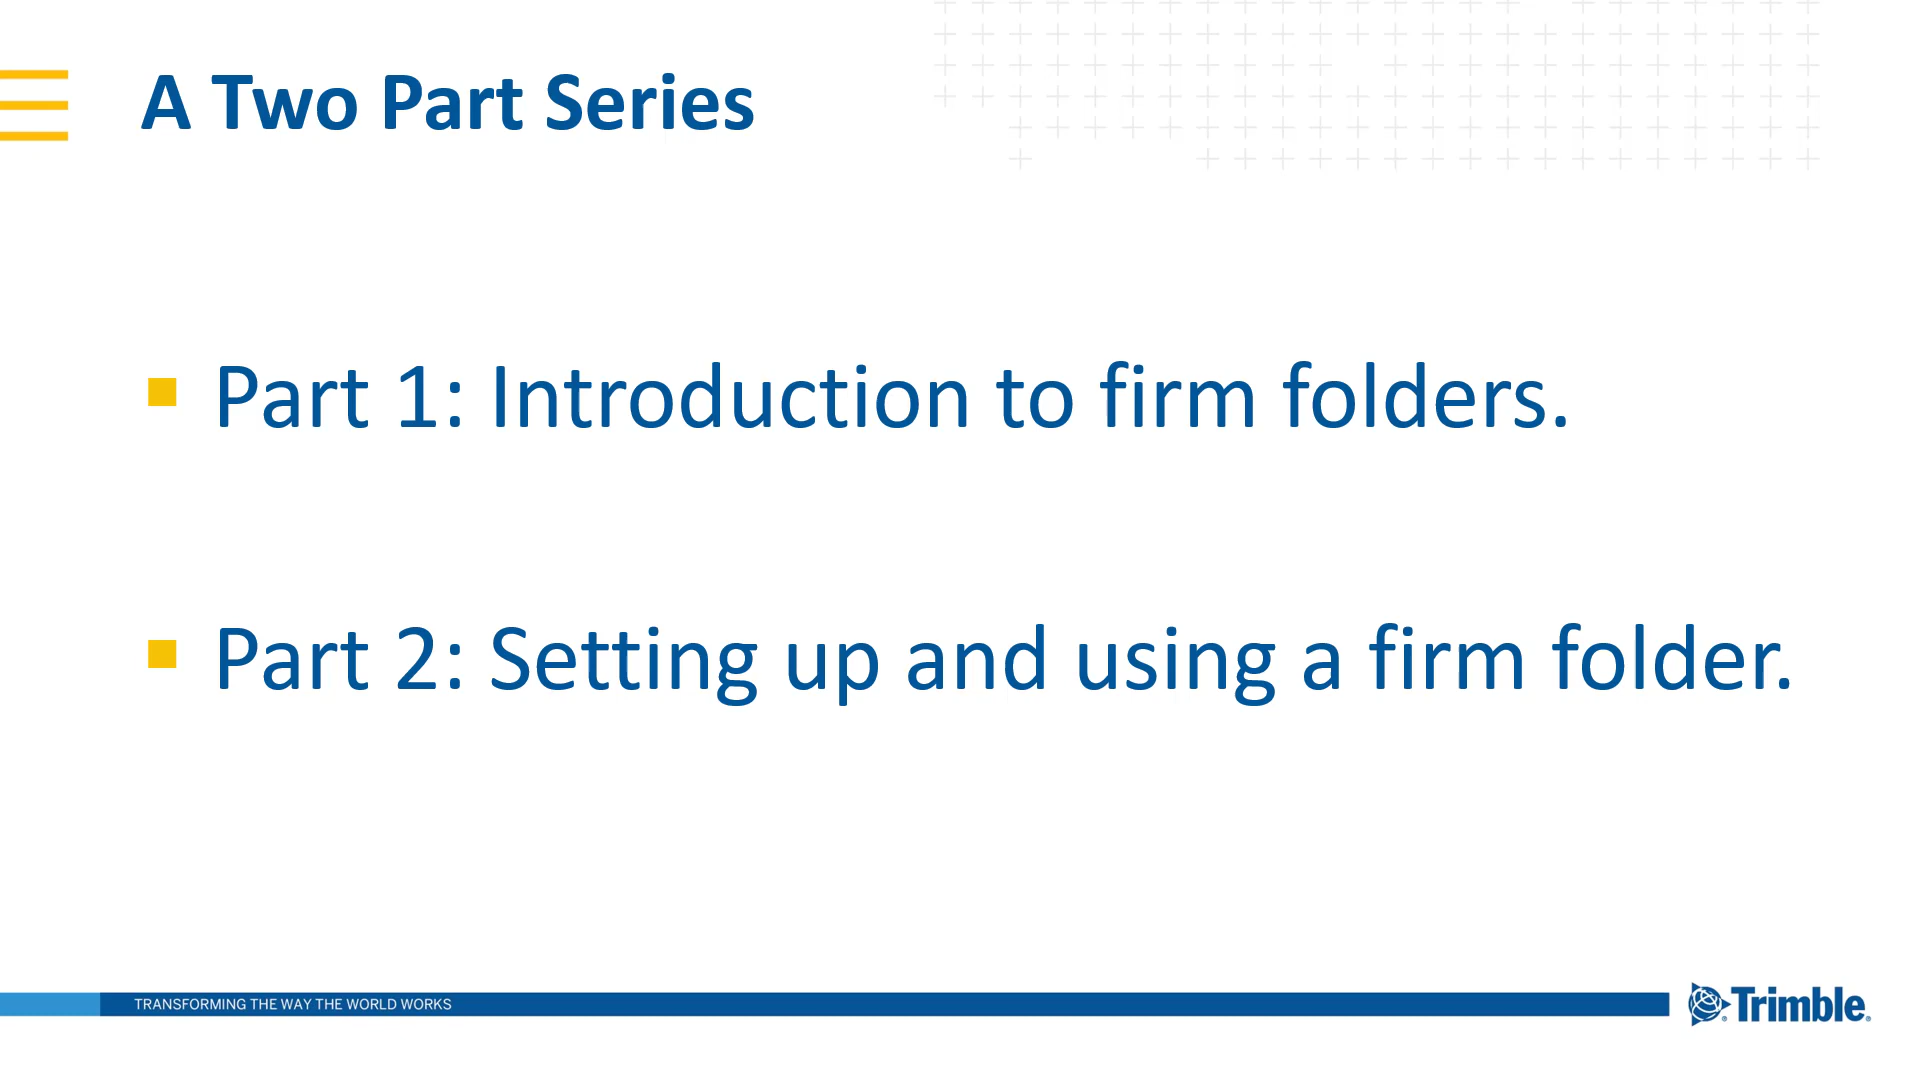 A Two Part Series
Part 1: Introduction to firm folders.
Part 2: Setting up and using a firm folder.
TRANSFORMING THE WAY THE WORLD WORKS
Trimble